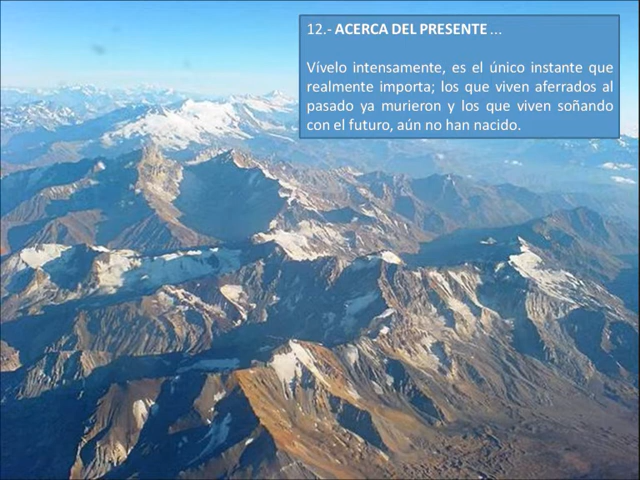 12.- ACERCA DEL PRESENTE ...
Vívelo intensamente, es el único instante que
realmente importa; los que viven aferrados al
pasado ya murieron y los que viven soñando
con el futuro, aún no han nacido.